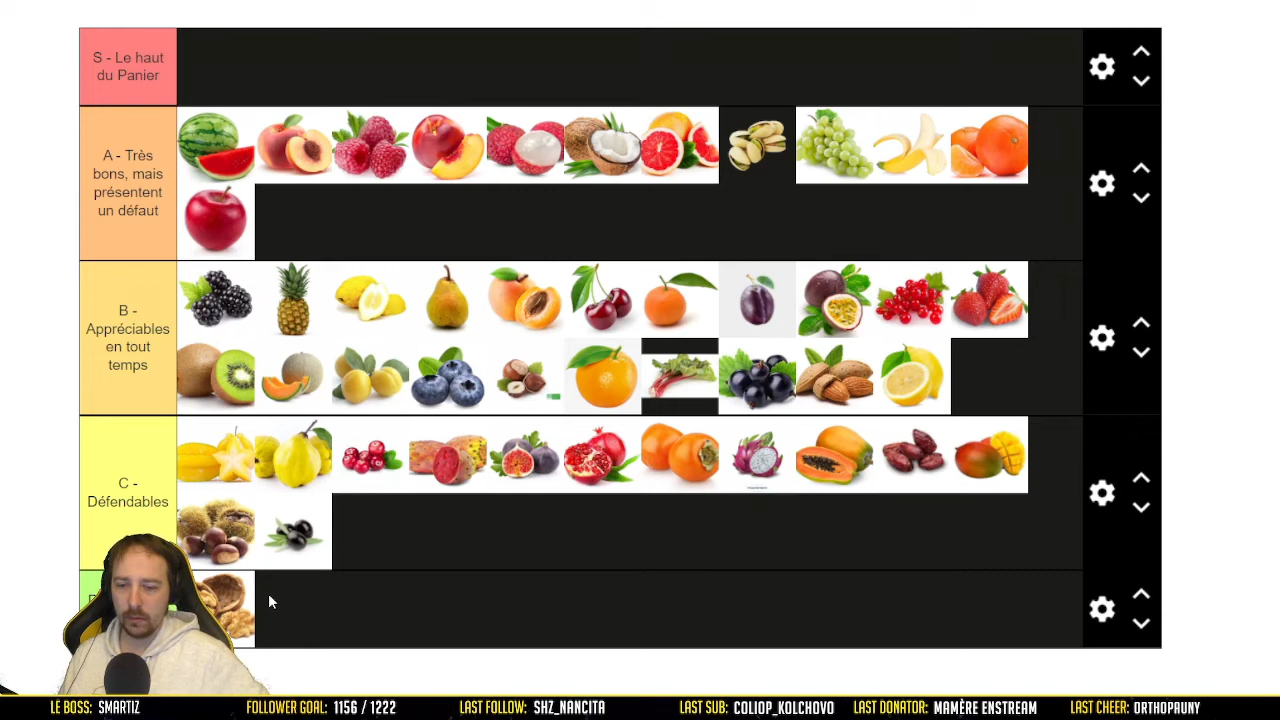 S - Le haut
du Panier
A - Très
bons, mais
présentent
un défaut
B -
Appréciables
en tout
temps
C -
Défendables
LE BOSS: SMARTIZ
FOLLOWER GOAL: 1156 / 1222
LAST FOLLOW: SHZ_NANCITA
LAST SUB: COLIOP_KOLCHOVO
LAST DONATOR: MAMÈRE ENSTREAM
LAST CHEER: ORTHOPAUNY